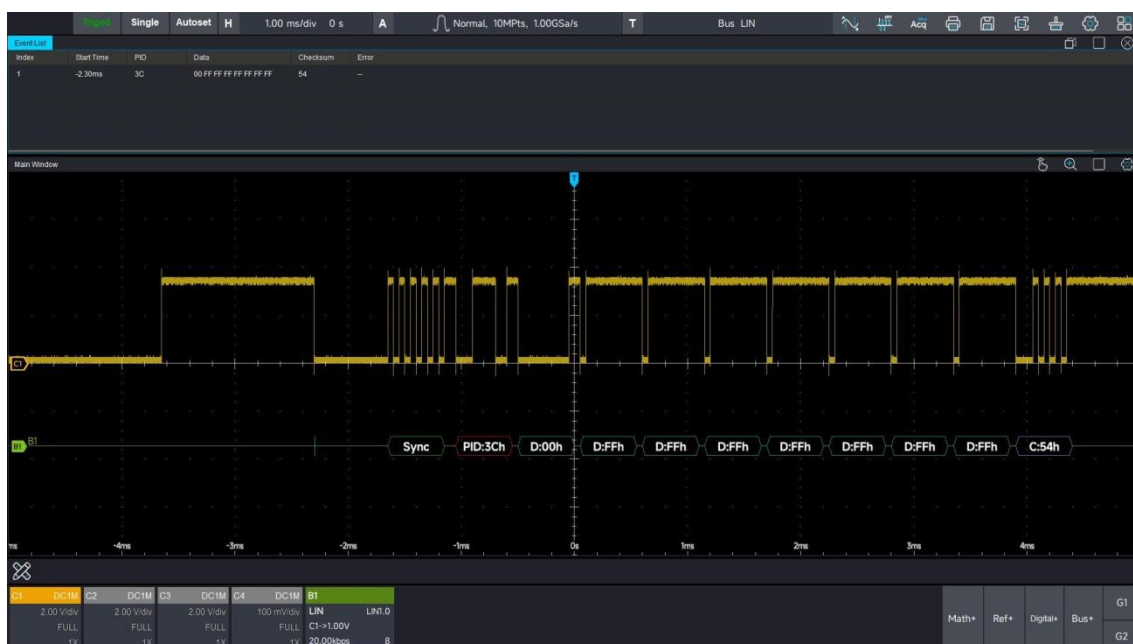 Triged Single Autoset H 1.00 ms/div 0 s A Normal, 10MPts, 1.00GSa/s T Bus LIN Acq
Event List
Index Start Time PID Data Checksum Error
1 -2.30ms 3C 00 FF FF FF FF FF FF FF 54 --
Main Window
T
C1
B1 B1 Sync PID:3Ch D:00h D:FFh D:FFh D:FFh D:FFh D:FFh D:FFh D:FFh C:54h
ms -4ms -3ms -2ms -1ms 0s 1ms 2ms 3ms 4ms
C1 DC1M C2 DC1M C3 DC1M C4 DC1M B1
2.00 V/div 2.00 V/div 2.00 V/div 100 mV/div LIN LIN1.0
FULL FULL FULL FULL C1->1.00V
1X 1X 1X 1X 20.00kbps 8
Math+ Ref+ Digital+ Bus+ G1
G2